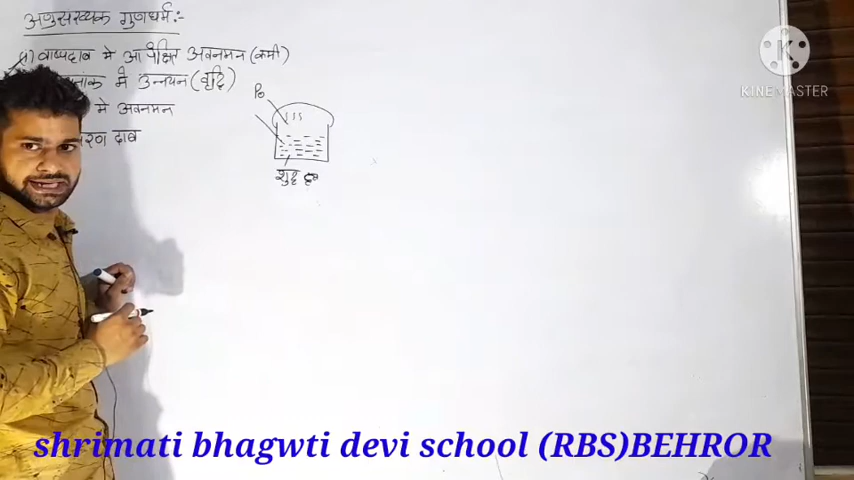 अणुसंख्यक गुणधर्म:-
(1) वाष्पदाब मे आपेक्षित अवनमन (कमी)
में उन्नयन (वृद्धि)
मे अवनमन
दाब
P₀
शुद्ध द्रव
KINEMASTER
shrimati bhagwti devi school (RBS)BEHROR